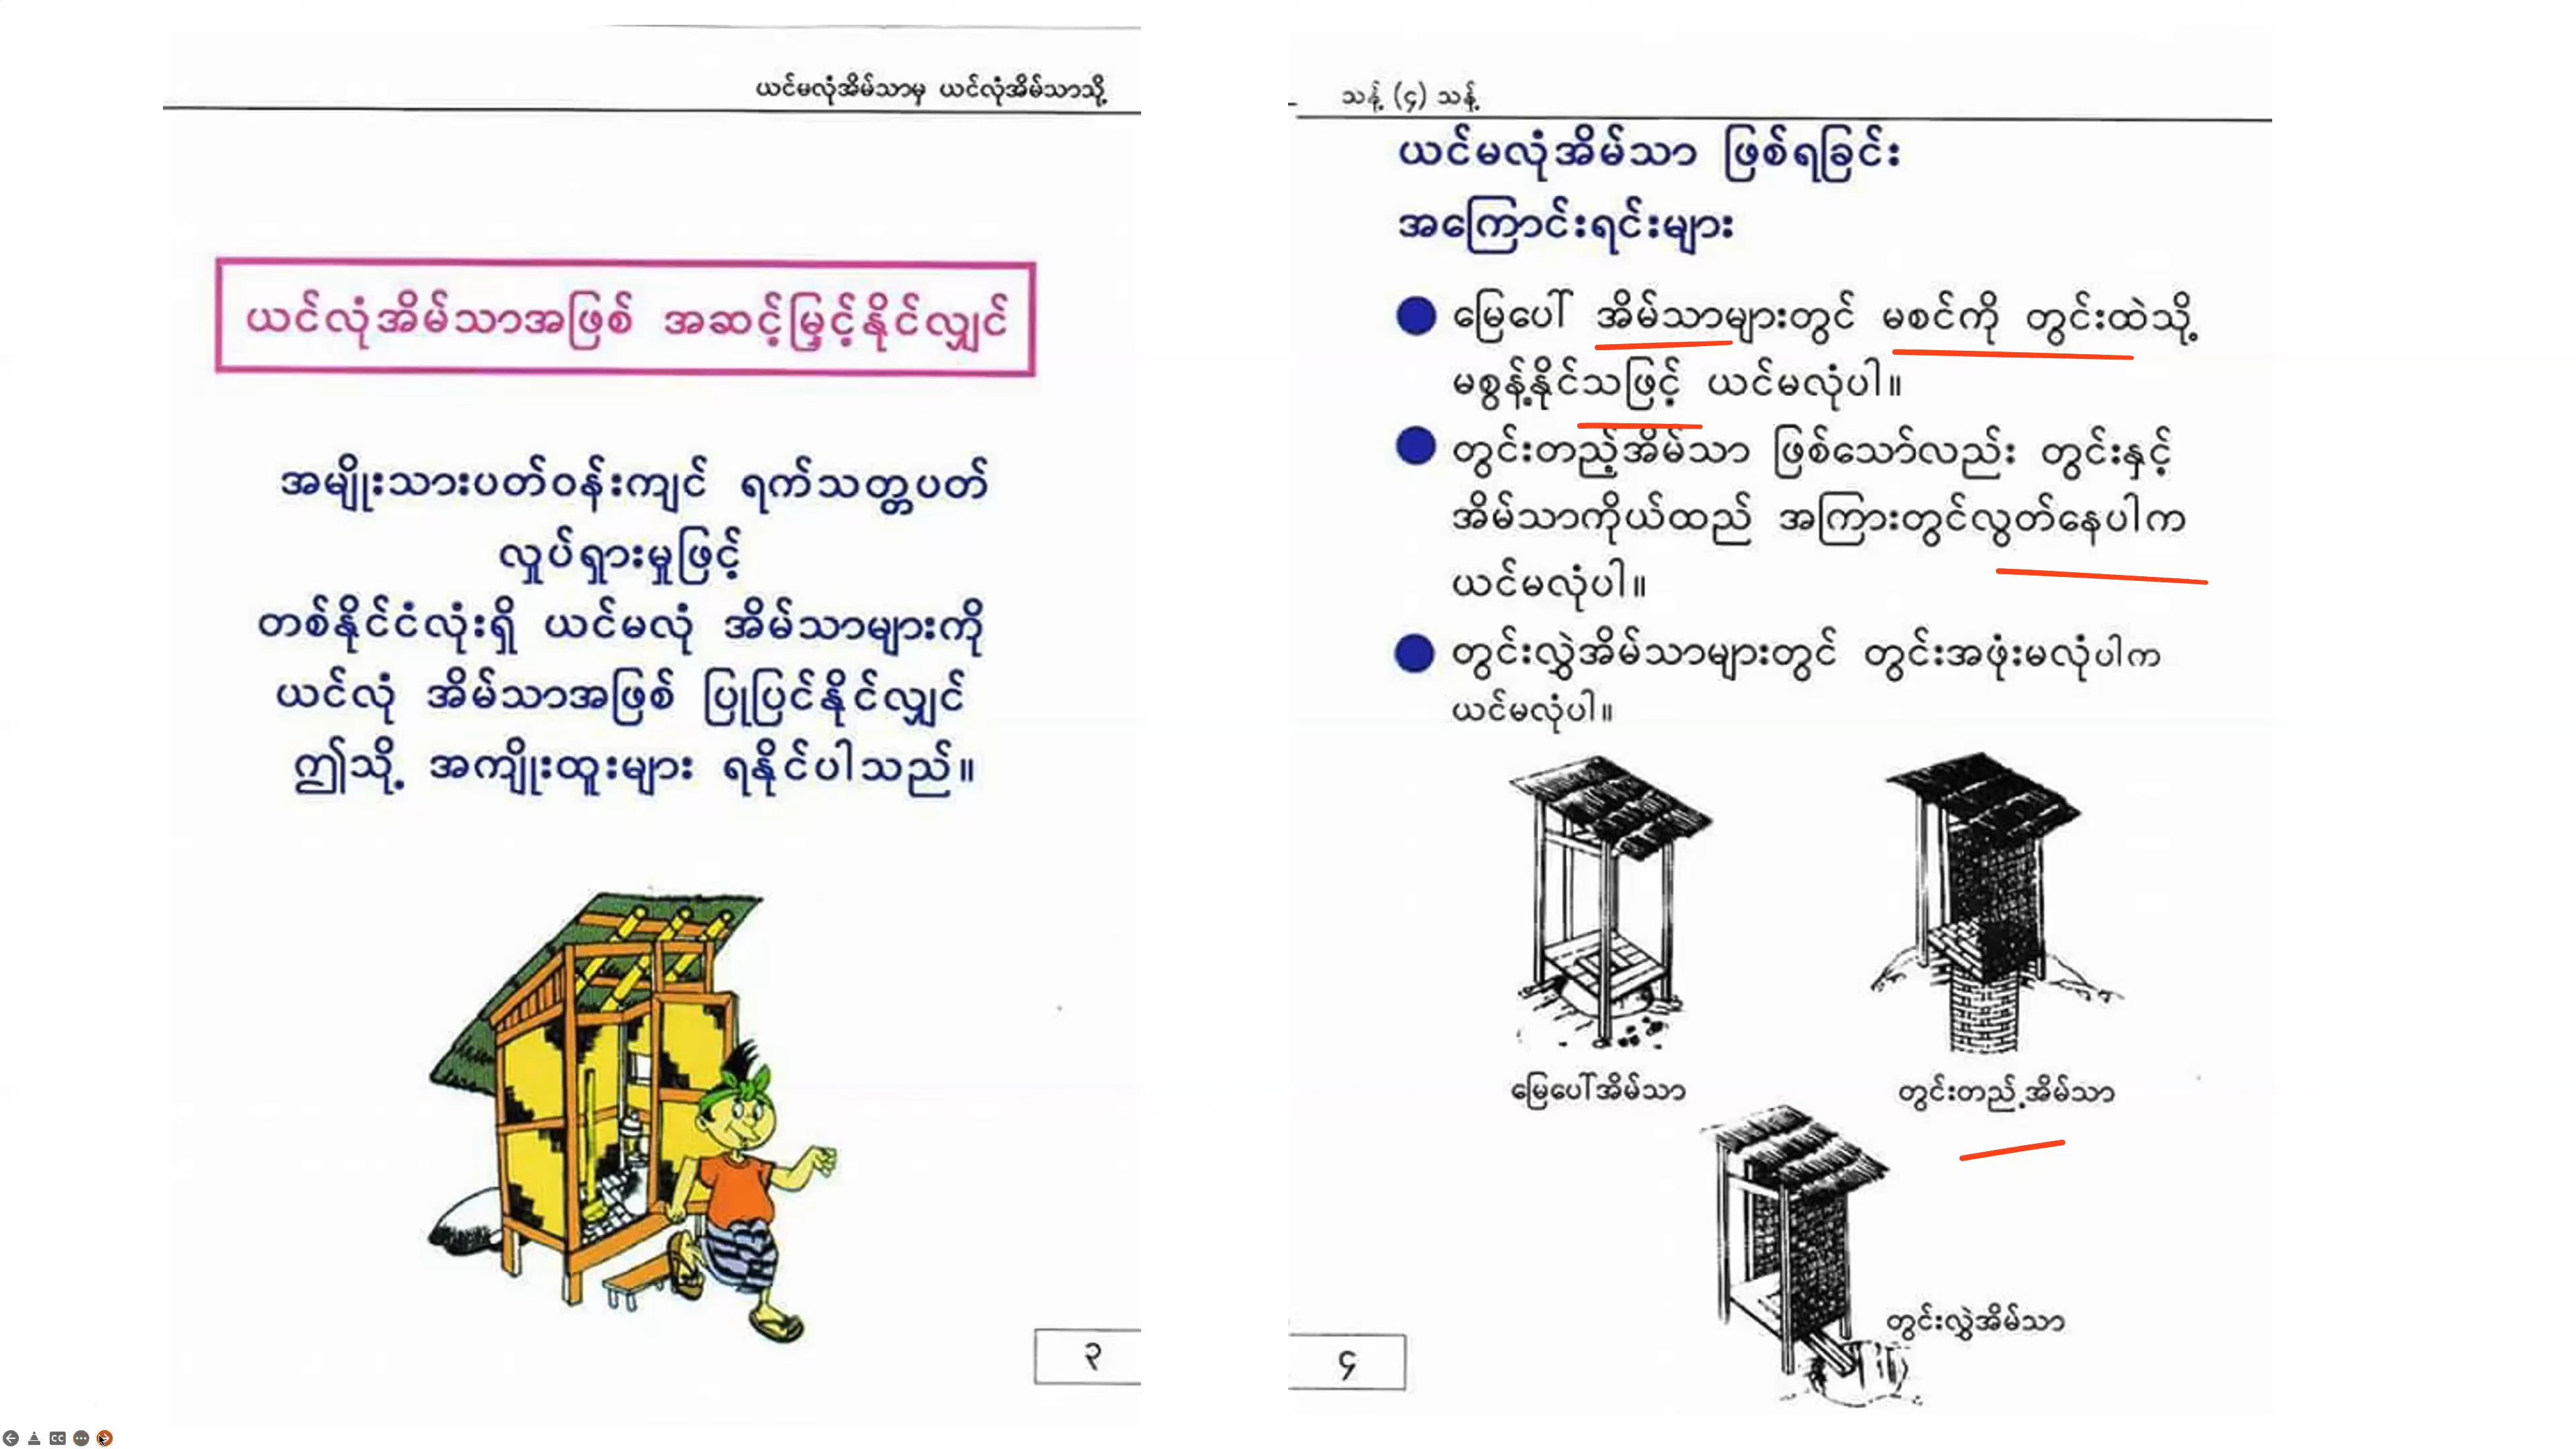 ယင်မလုံအိမ်သာမှ ယင်လုံအိမ်သာသို့
ယင်လုံအိမ်သာအဖြစ် အဆင့်မြှင့်နိုင်လျှင်
အမျိုးသားပတ်ဝန်းကျင် ရက်သတ္တပတ်
လှုပ်ရှားမှုဖြင့်
တစ်နိုင်ငံလုံးရှိ ယင်မလုံ အိမ်သာများကို
ယင်လုံ အိမ်သာအဖြစ် ပြုပြင်နိုင်လျှင်
ဤသို့ အကျိုးထူးများ ရနိုင်ပါသည်။
၃
သန့် (၄) သန့်
ယင်မလုံအိမ်သာ ဖြစ်ရခြင်း
အကြောင်းရင်းများ
မြေပေါ် အိမ်သာများတွင် မစင်ကို တွင်းထဲသို့
မစွန့်နိုင်သဖြင့် ယင်မလုံပါ။
တွင်းတည့်အိမ်သာ ဖြစ်သော်လည်း တွင်းနှင့်
အိမ်သာကိုယ်ထည် အကြားတွင်လွတ်နေပါက
ယင်မလုံပါ။
တွင်းလွှဲအိမ်သာများတွင် တွင်းအဖုံးမလုံပါက
ယင်မလုံပါ။
မြေပေါ်အိမ်သာ
တွင်းတည့်အိမ်သာ
တွင်းလွှဲအိမ်သာ
၄
CC